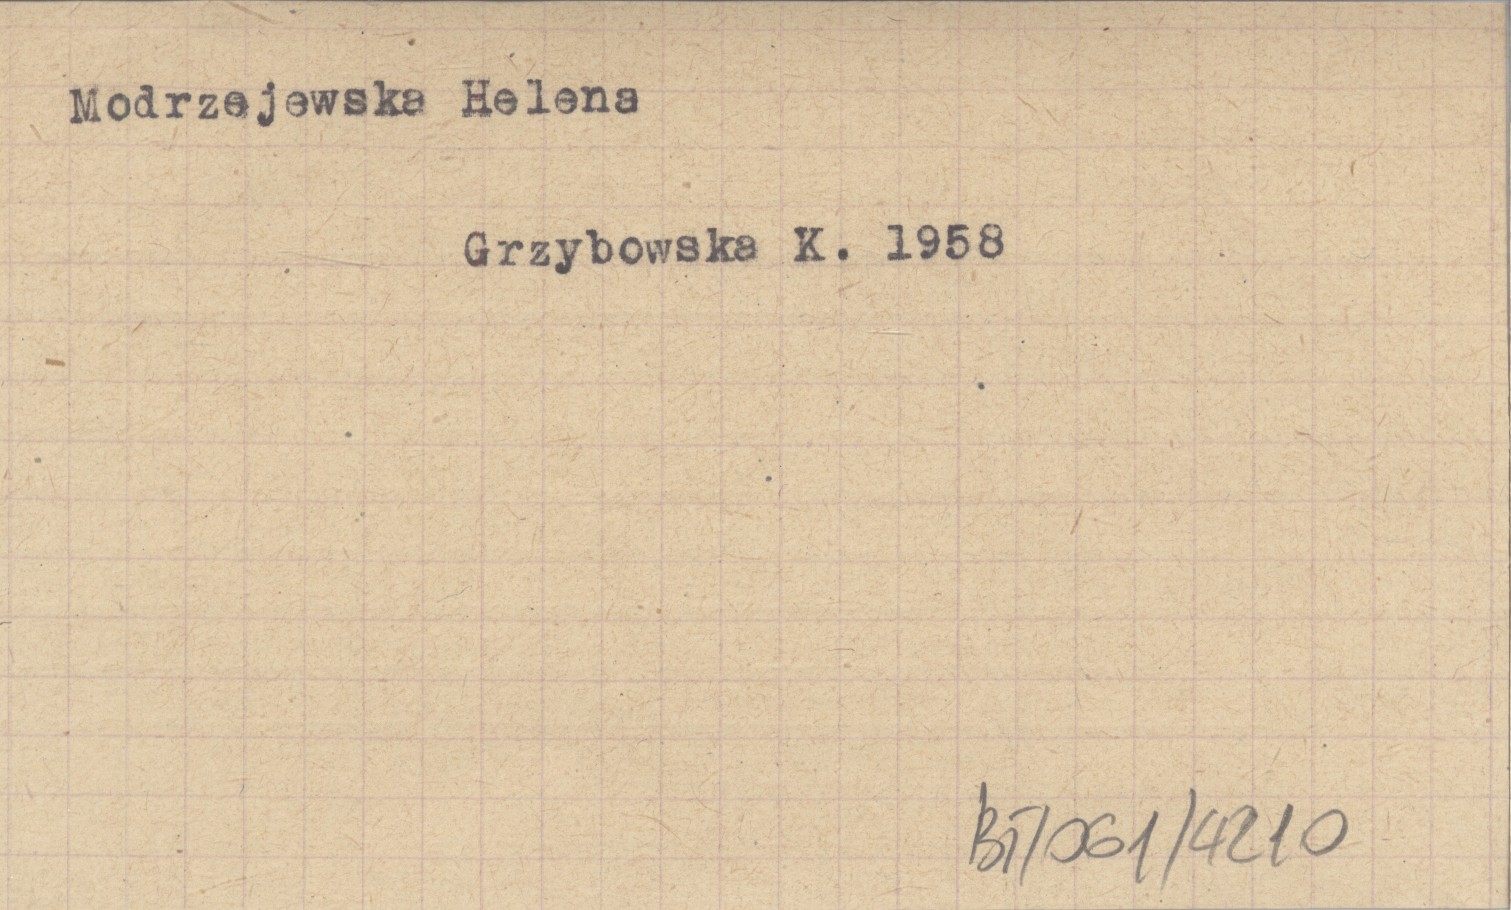 Modrzejewska Helena
Grzybowska K. 1958
BT/061/4210